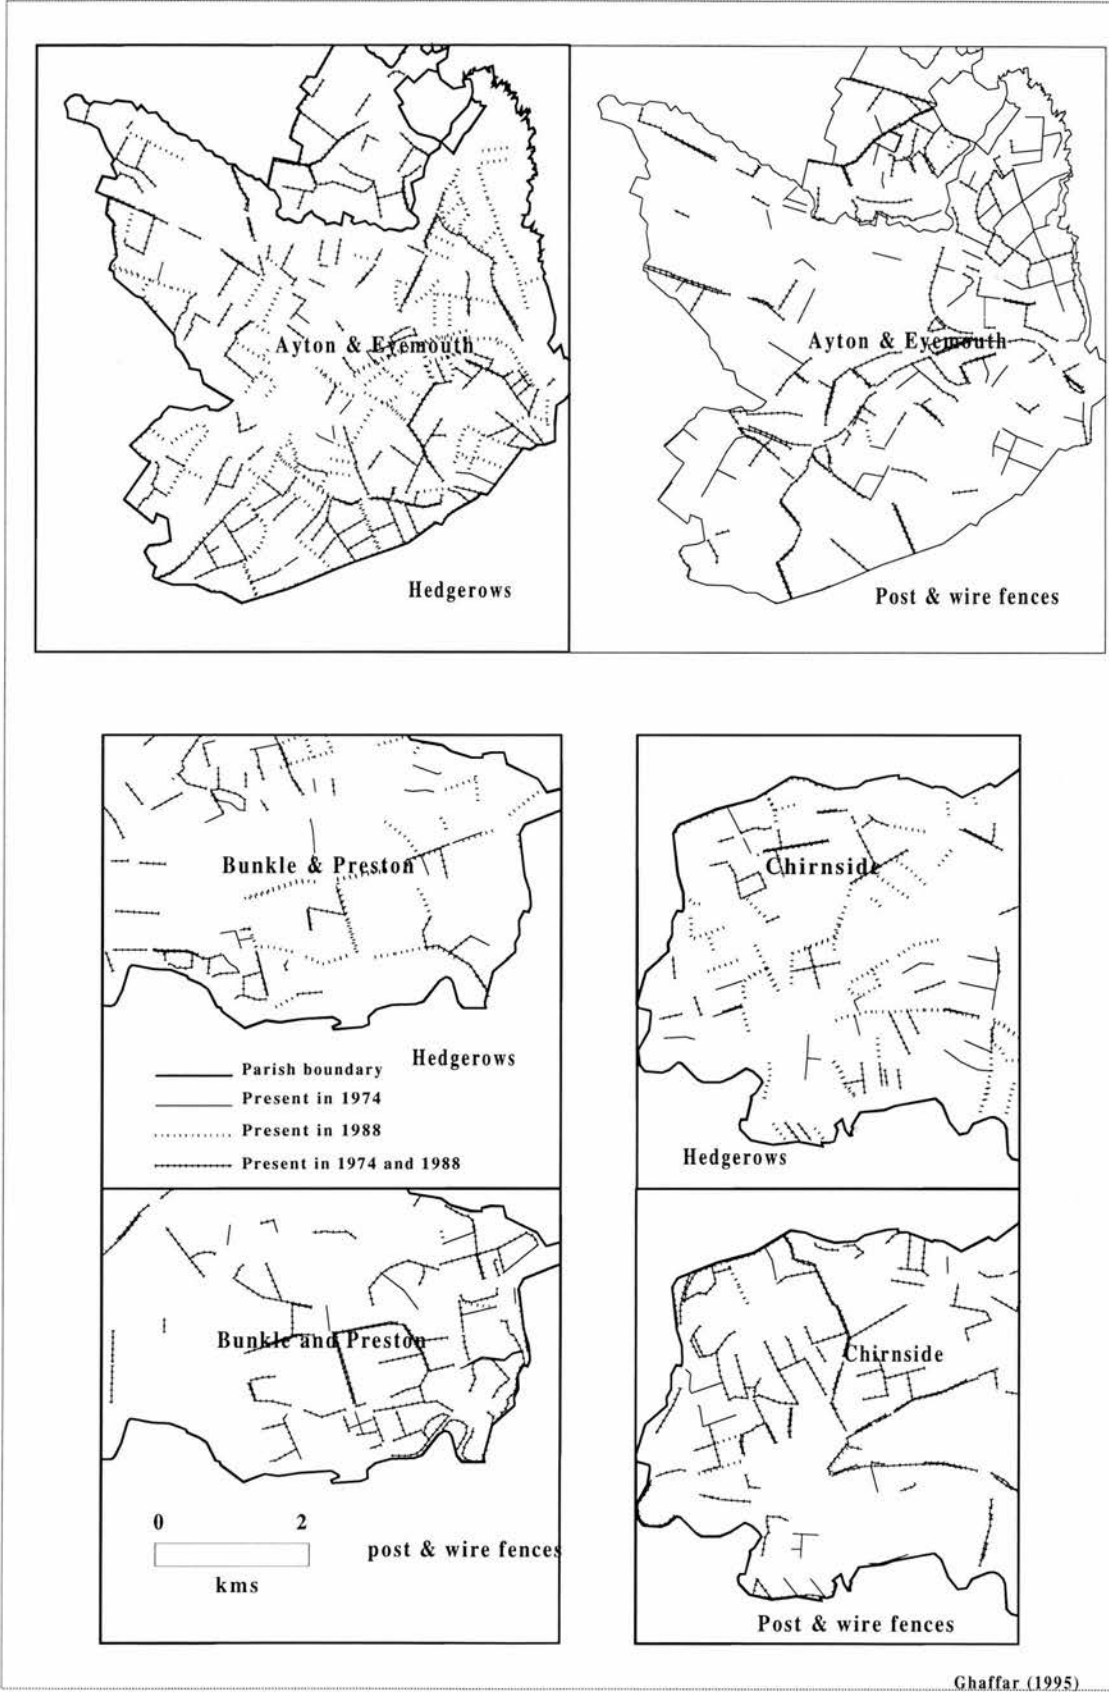 Ayton & Eyemouth
Hedgerows
Ayton & Eyemouth
Post & wire fences
Bunkle & Preston
Hedgerows
Parish boundary
Present in 1974
Present in 1988
Present in 1974 and 1988
Chirnside
Hedgerows
Bunkle and Preston
0 2
kms
post & wire fences
Chirnside
Post & wire fences
Ghaffar (1995)